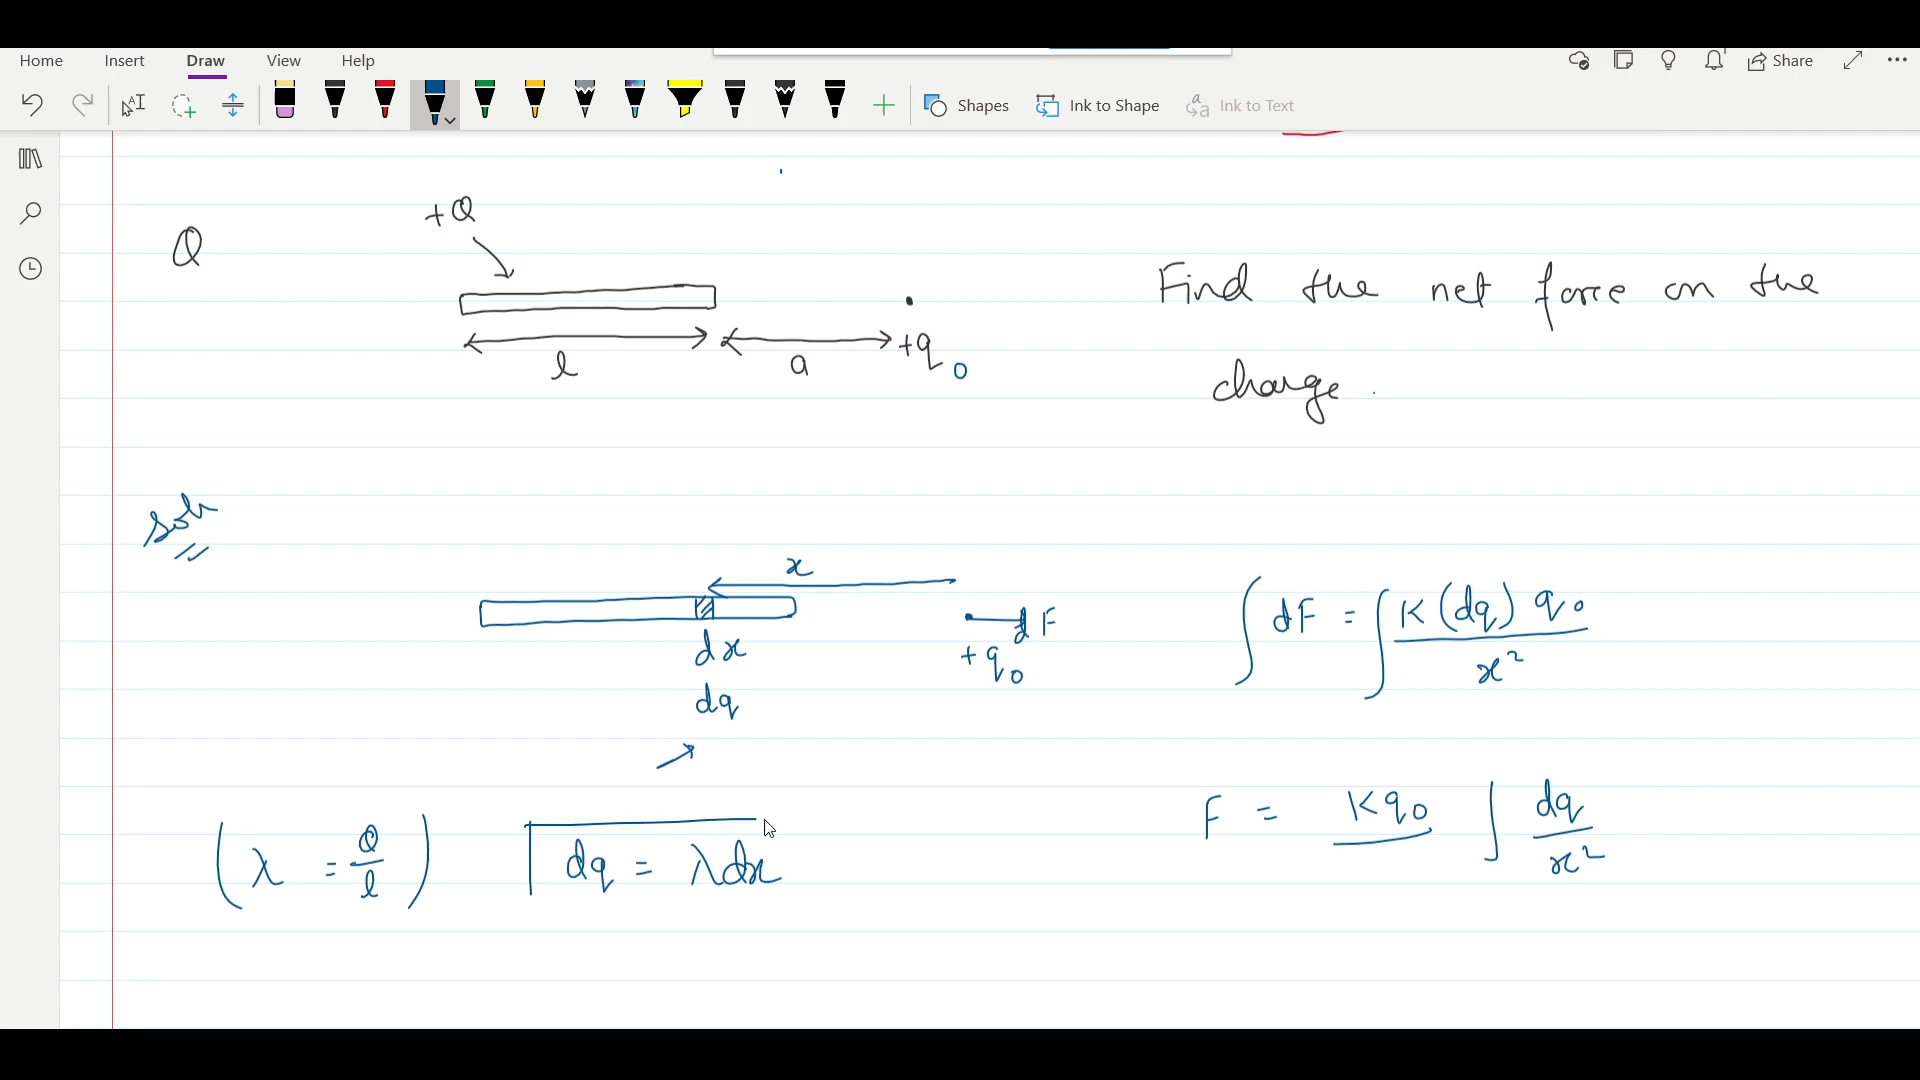 Home Insert Draw View Help Share
Shapes Ink to Shape Ink to Text
+Q
Q
Find the net force on the
l a +q0
charge.
soln
x
dF
dx
+q0
dq
∫dF = ∫K(dq) q0/x²
(λ = Q/l) dq = λdx
F = Kq0 ∫ dq/x²